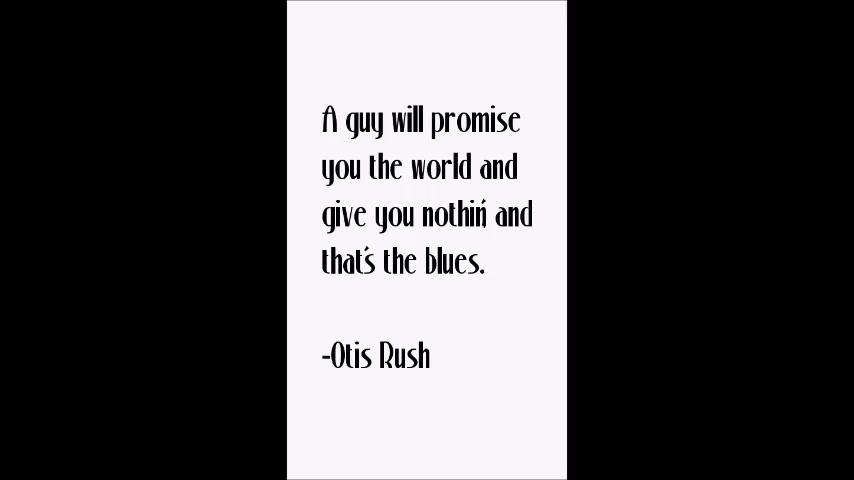 A guy will promise
you the world and
give you nothin', and
that's the blues.
-Otis Rush